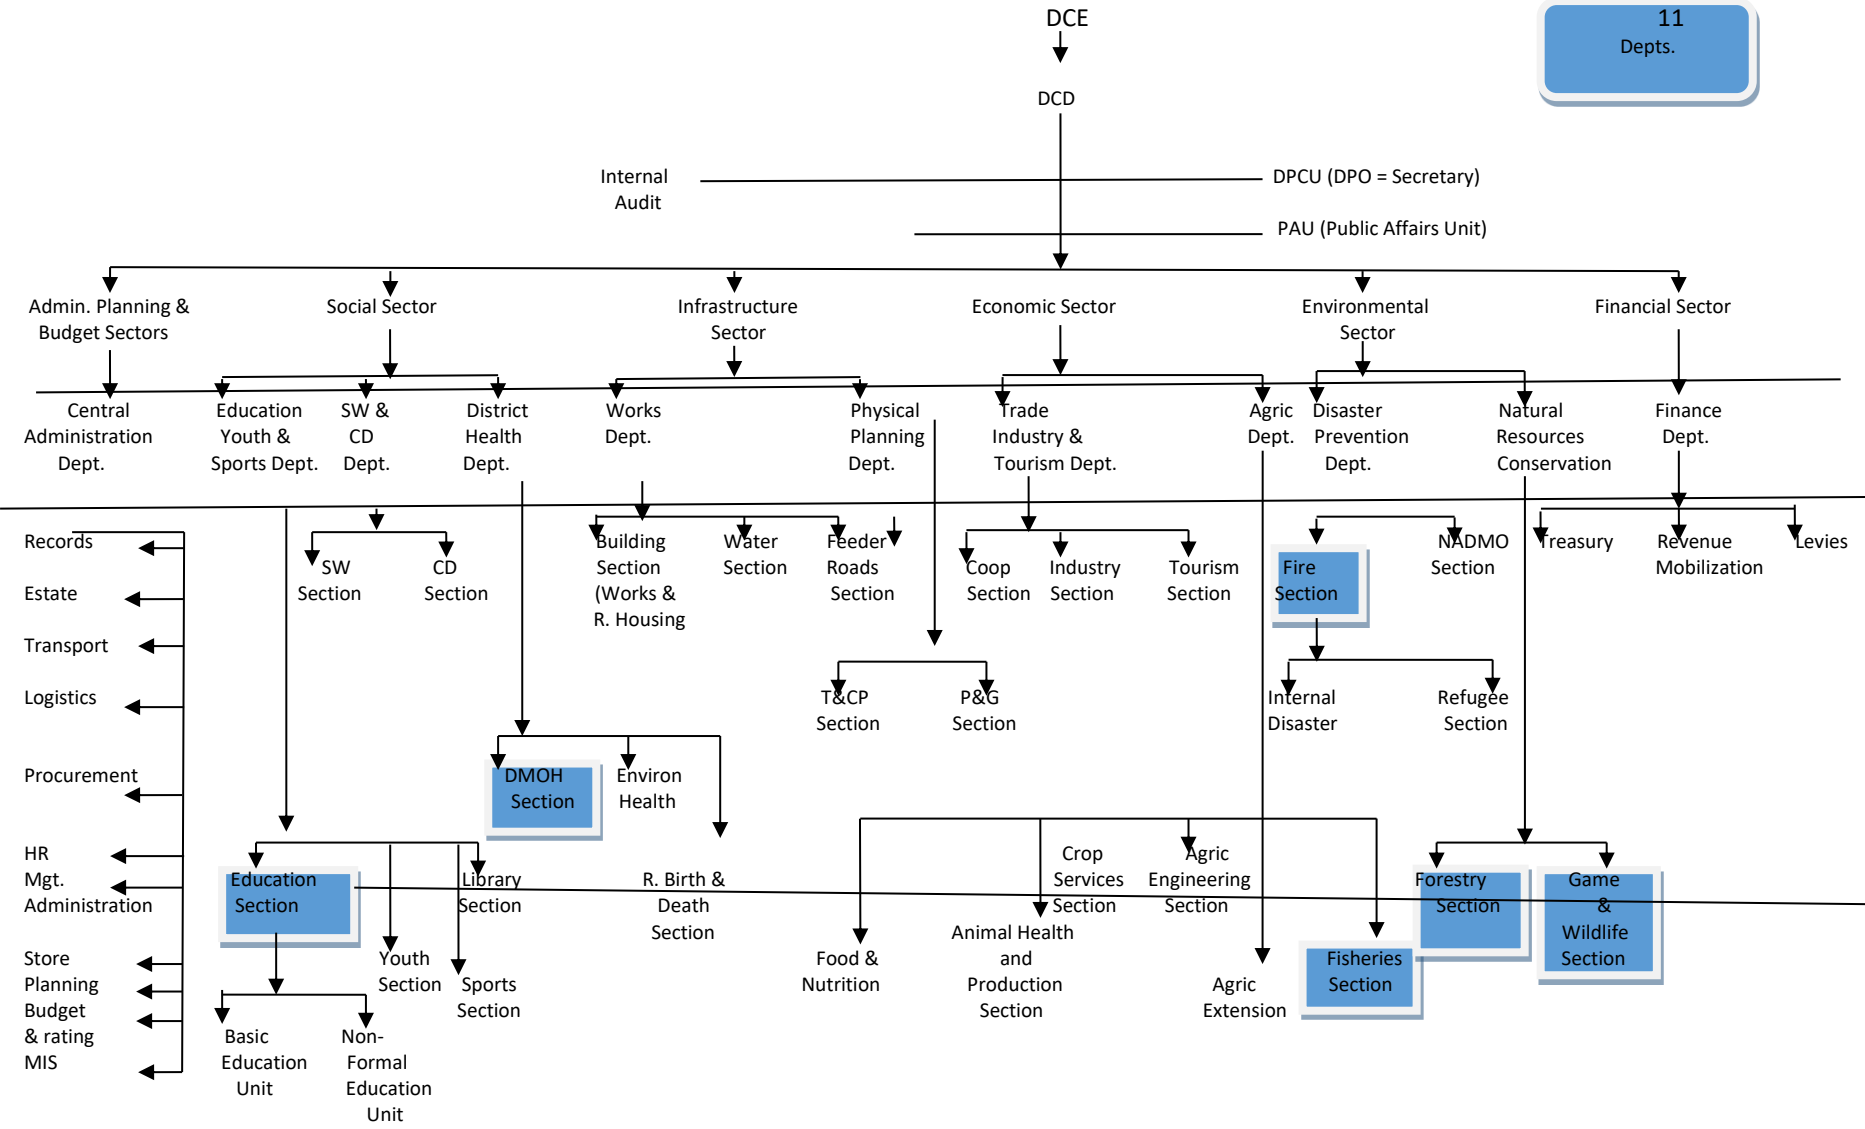 DCE
11
Depts.
DCD
Internal
Audit
DPCU (DPO = Secretary)
PAU (Public Affairs Unit)
Admin. Planning &
Budget Sectors
Social Sector
Infrastructure
Sector
Economic Sector
Environmental
Sector
Financial Sector
Central
Administration
Dept.
Education
Youth &
Sports Dept.
SW &
CD
Dept.
District
Health
Dept.
Works
Dept.
Physical
Planning
Dept.
Trade
Industry &
Tourism Dept.
Agric
Dept.
Disaster
Prevention
Dept.
Natural
Resources
Conservation
Finance
Dept.
Records
Estate
Transport
Logistics
Procurement
HR
Mgt.
Administration
Store
Planning
Budget
& rating
MIS
SW
Section
CD
Section
Building
Section
(Works &
R. Housing
Water
Section
Feeder
Roads
Section
Coop
Section
Industry
Section
Tourism
Section
Fire
Section
NADMO
Section
Treasury
Revenue
Mobilization
Levies
T&CP
Section
P&G
Section
Internal
Disaster
Refugee
Section
DMOH
Section
Environ
Health
Education
Section
Library
Section
R. Birth &
Death
Section
Crop
Services
Section
Agric
Engineering
Section
Forestry
Section
Game
&
Wildlife
Section
Youth
Section
Sports
Section
Food &
Nutrition
Animal Health
and
Production
Section
Agric
Extension
Fisheries
Section
Basic
Education
Unit
Non-
Formal
Education
Unit